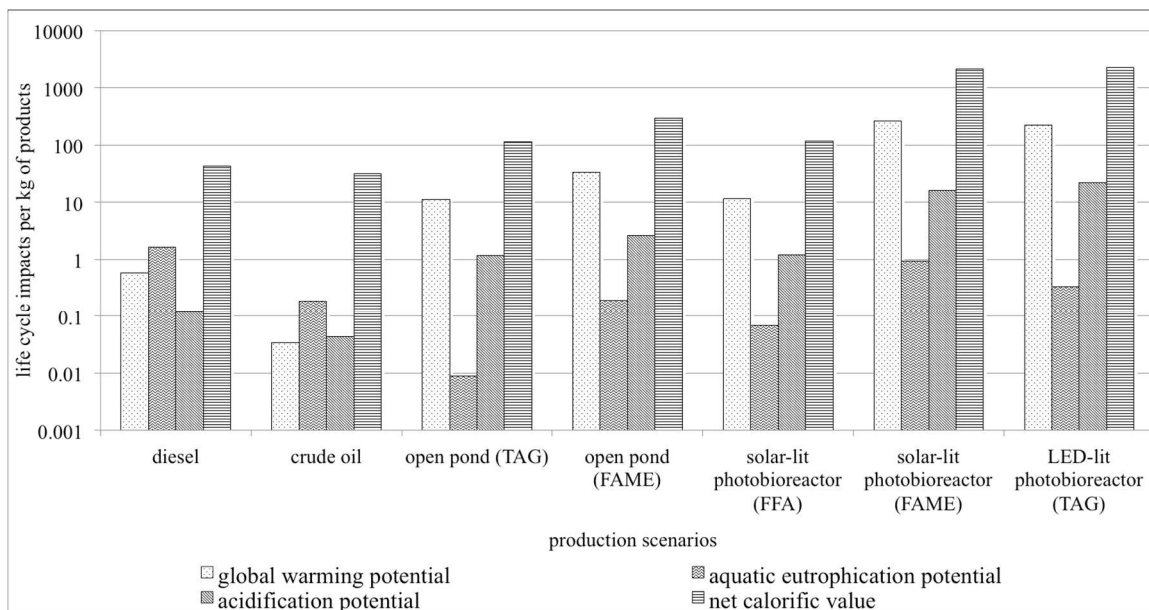 life cycle impacts per kg of products
10000
1000
100
10
1
0.1
0.01
0.001
diesel
crude oil
open pond (TAG)
open pond
(FAME)
solar-lit
photobioreactor
(FFA)
solar-lit
photobioreactor
(FAME)
LED-lit
photobioreactor
(TAG)
production scenarios
global warming potential
aquatic eutrophication potential
acidification potential
net calorific value